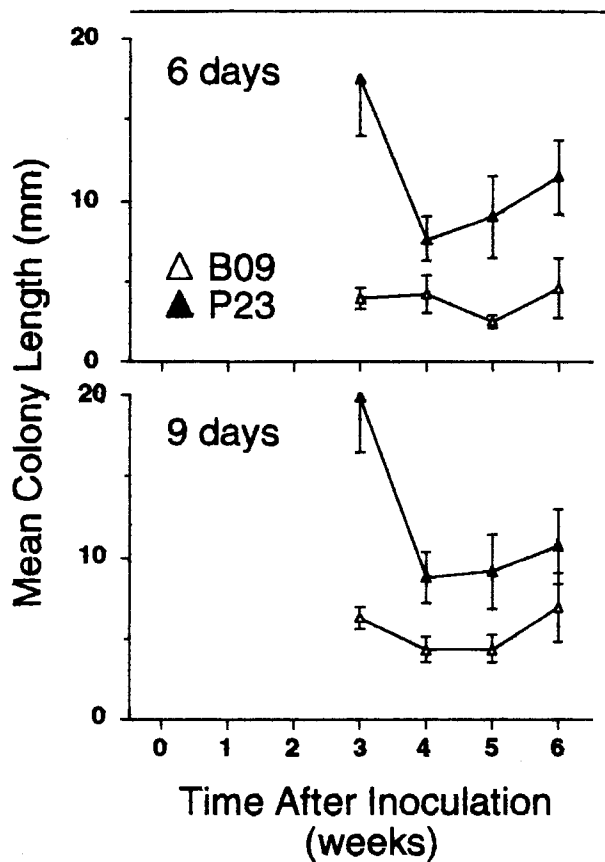 Mean Colony Length (mm)
20
6 days
10
△ B09
▲ P23
0
20
9 days
10
0
0 1 2 3 4 5 6
Time After Inoculation
(weeks)